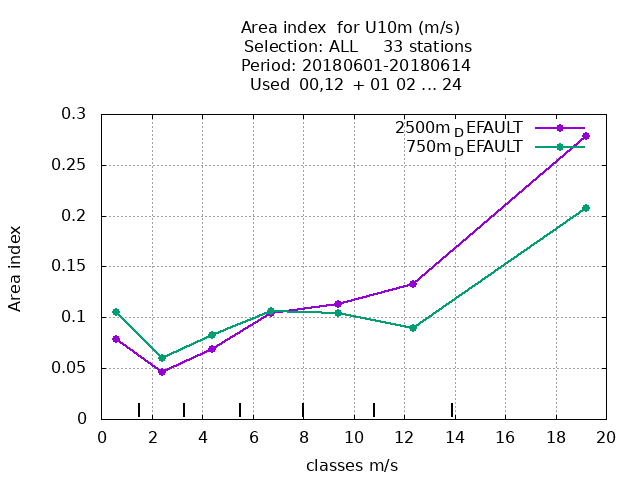 Area index  for U10m (m/s)
Selection: ALL     33 stations
Period: 20180601-20180614
Used  00,12  + 01 02 ... 24
2500m_DEFAULT
750m_DEFAULT
0.3
0.25
0.2
0.15
0.1
0.05
0
Area index
0 2 4 6 8 10 12 14 16 18 20
classes m/s